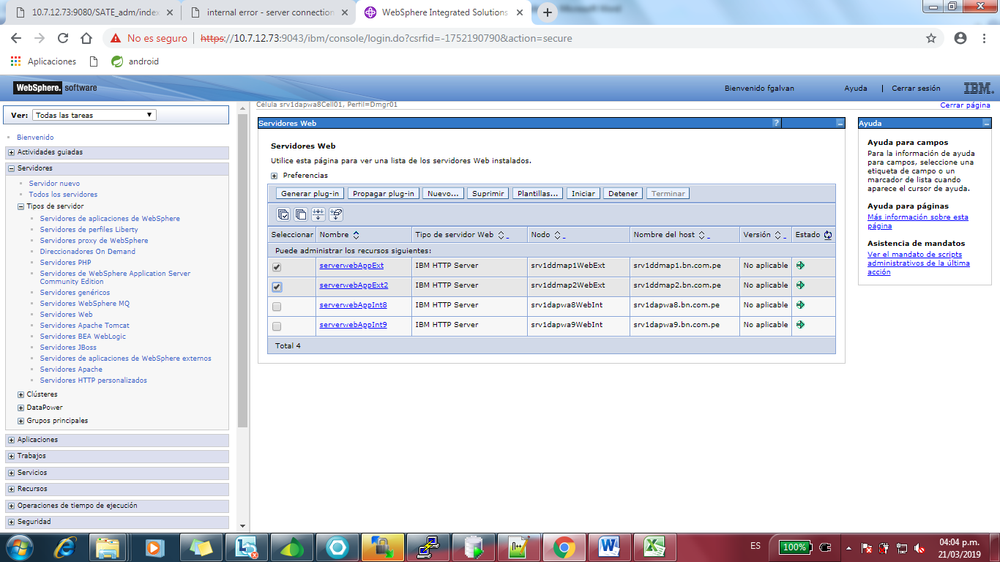 10.7.12.73:9080/SATE_adm/index
internal error - server connection
WebSphere Integrated Solutions
No es seguro
https://10.7.12.73:9043/ibm/console/login.do?csrfid=-1752190790&action=secure
Aplicaciones
android
WebSphere. software
Bienvenido fgalvan
Ayuda
Cerrar sesión
IBM.
Ver: Todas las tareas
Bienvenido
Actividades guiadas
Servidores
Servidor nuevo
Todos los servidores
Tipos de servidor
Servidores de aplicaciones de WebSphere
Servidores de perfiles Liberty
Servidores proxy de WebSphere
Direccionadores On Demand
Servidores PHP
Servidores de WebSphere Application Server
Community Edition
Servidores genéricos
Servidores WebSphere MQ
Servidores Web
Servidores Apache Tomcat
Servidores BEA WebLogic
Servidores JBoss
Servidores de aplicaciones de WebSphere externos
Servidores Apache
Servidores HTTP personalizados
Clústeres
DataPower
Grupos principales
Aplicaciones
Trabajos
Servicios
Recursos
Operaciones de tiempo de ejecución
Seguridad
Célula srv1dapwa8Cell01, Perfil=Dmgr01
Cerrar página
Servidores Web
?
Servidores Web
Utilice esta página para ver una lista de los servidores Web instalados.
Preferencias
Generar plug-in Propagar plug-in Nuevo... Suprimir Plantillas... Iniciar Detener Terminar
Seleccionar Nombre Tipo de servidor Web Nodo Nombre del host Versión Estado
Puede administrar los recursos siguientes:
serverwebAppExt IBM HTTP Server srv1ddmap1WebExt srv1ddmap1.bn.com.pe No aplicable
serverwebAppExt2 IBM HTTP Server srv1ddmap2WebExt srv1ddmap2.bn.com.pe No aplicable
serverwebAppInt8 IBM HTTP Server srv1dapwa8WebInt srv1dapwa8.bn.com.pe No aplicable
serverwebAppInt9 IBM HTTP Server srv1dapwa9WebInt srv1dapwa9.bn.com.pe No aplicable
Total 4
Ayuda
Ayuda para campos
Para la información de ayuda
para campos, seleccione una
etiqueta de campo o un
marcador de lista cuando
aparece el cursor de ayuda.
Ayuda para páginas
Más información sobre esta
página
Asistencia de mandatos
Ver el mandato de scripts
administrativos de la última
acción
ES
100%
04:04 p.m.
21/03/2019